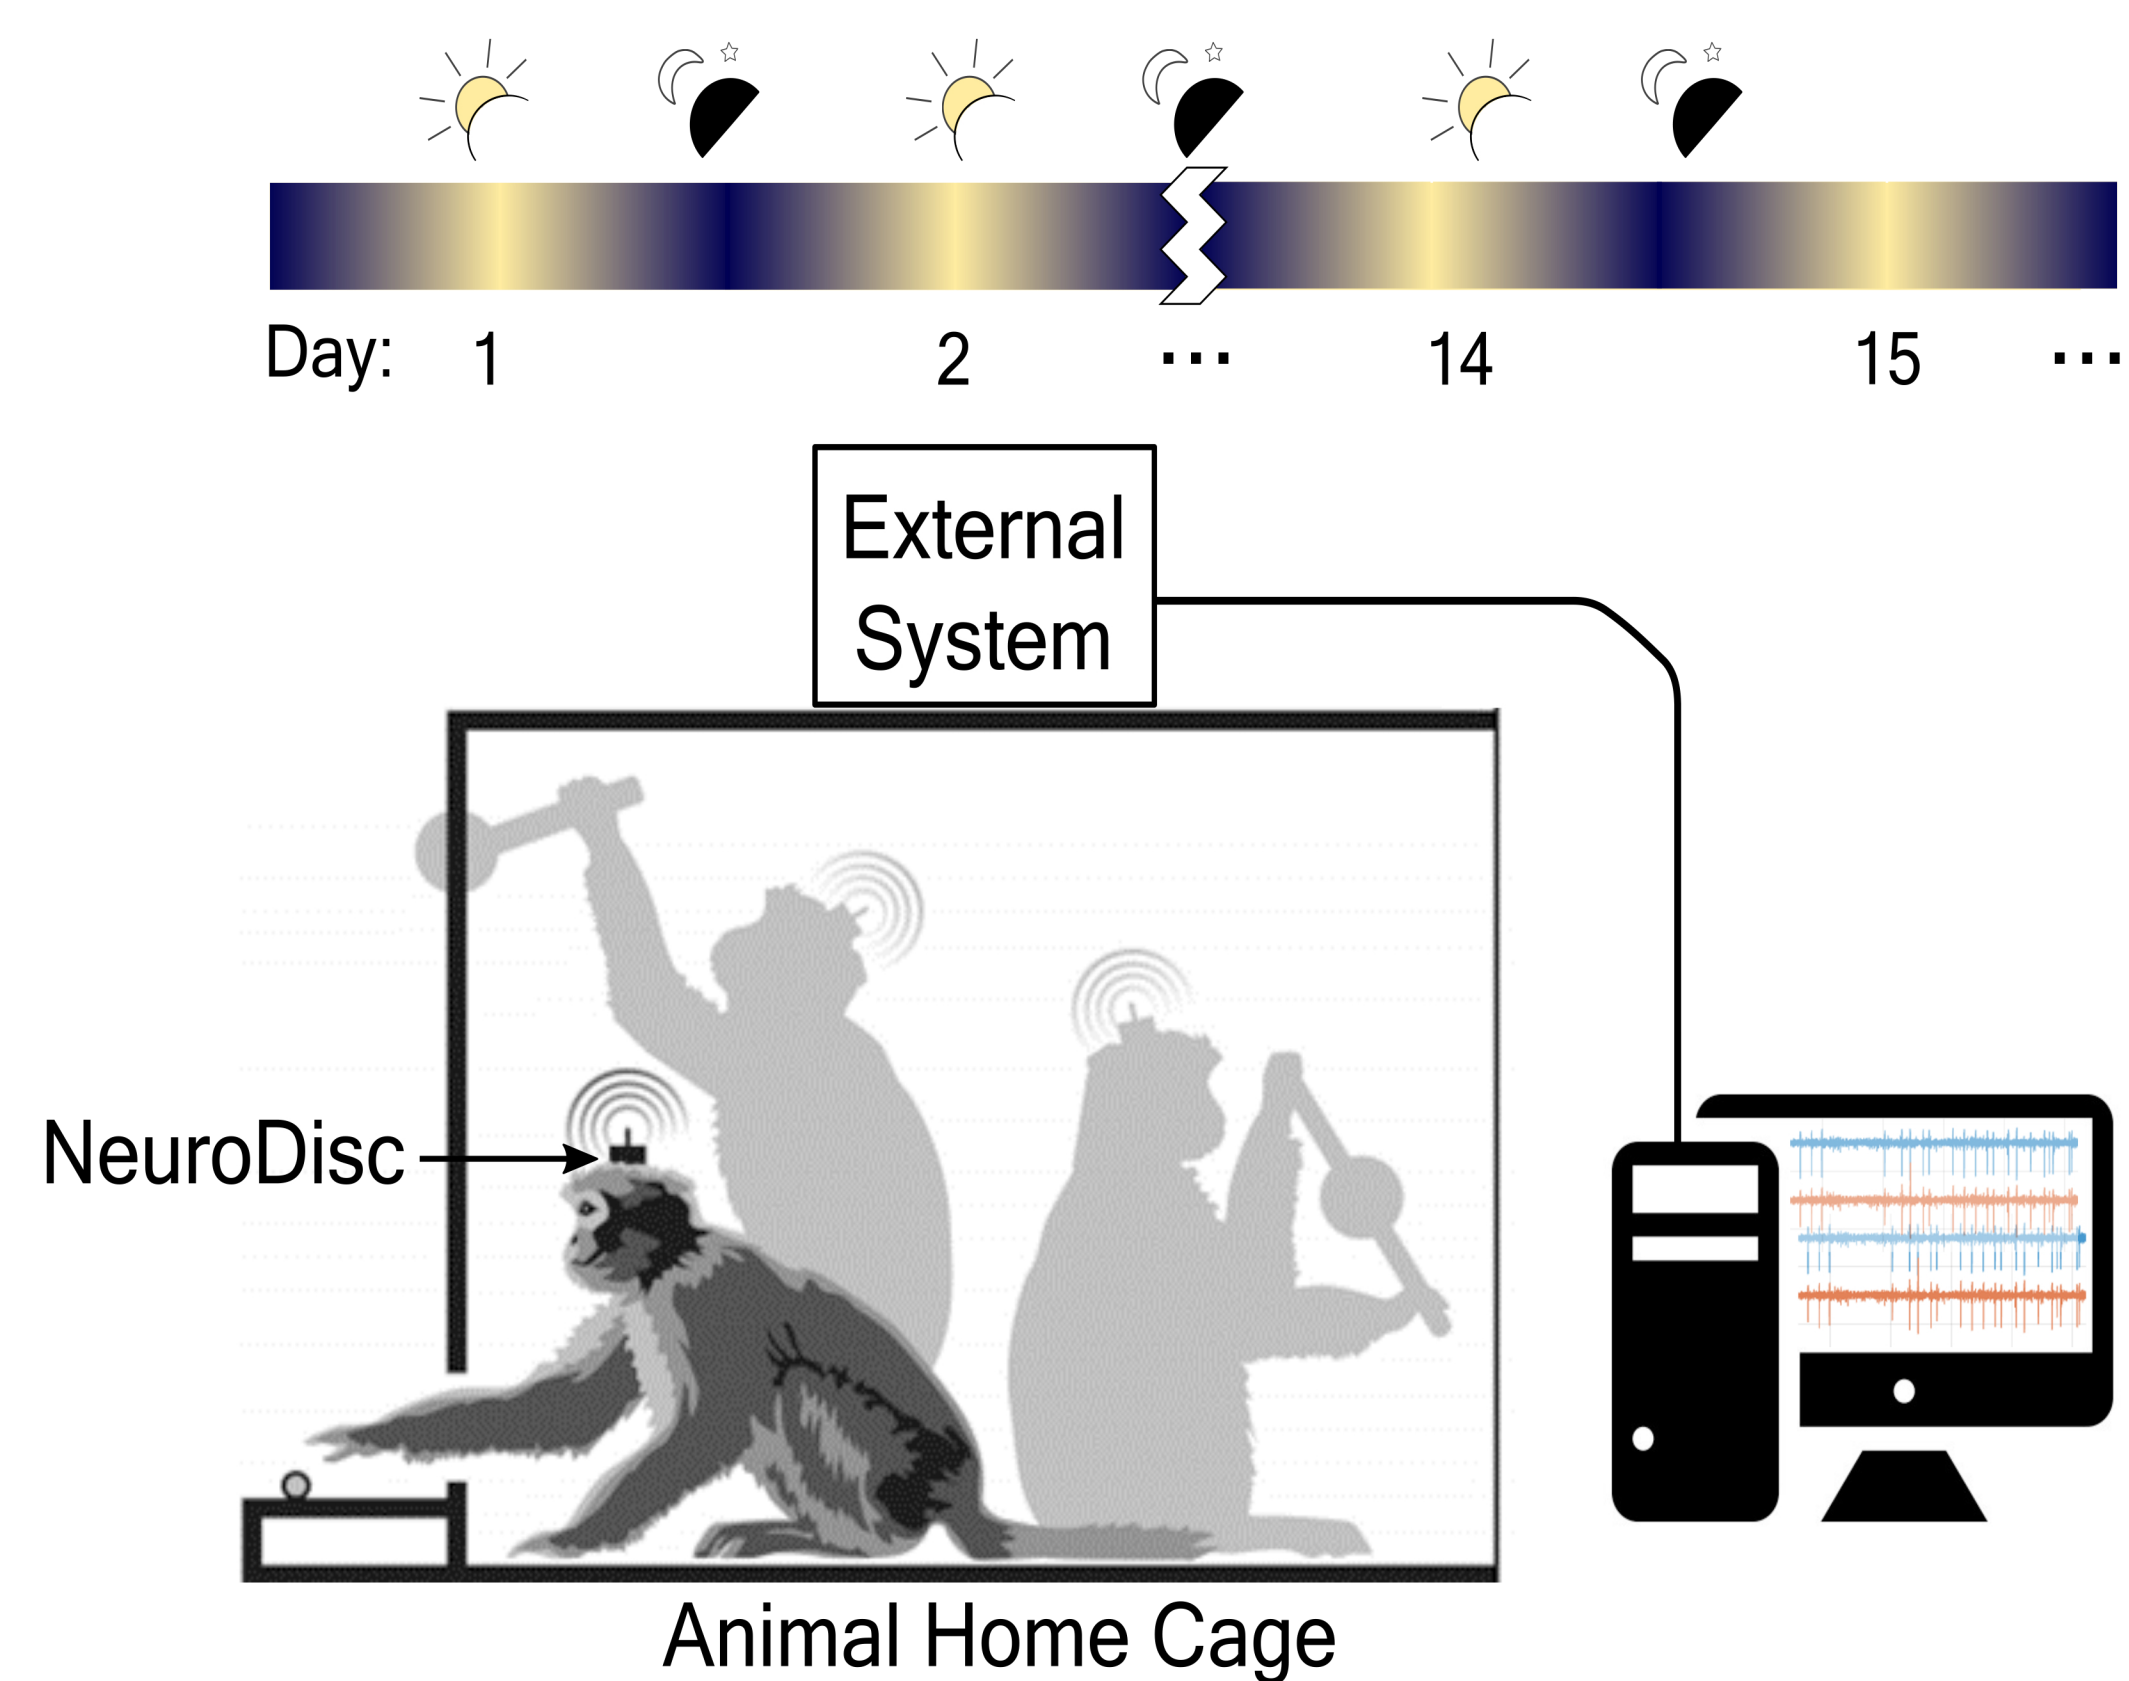 Day: 1 2 ... 14 15 ...
External
System
NeuroDisc
Animal Home Cage